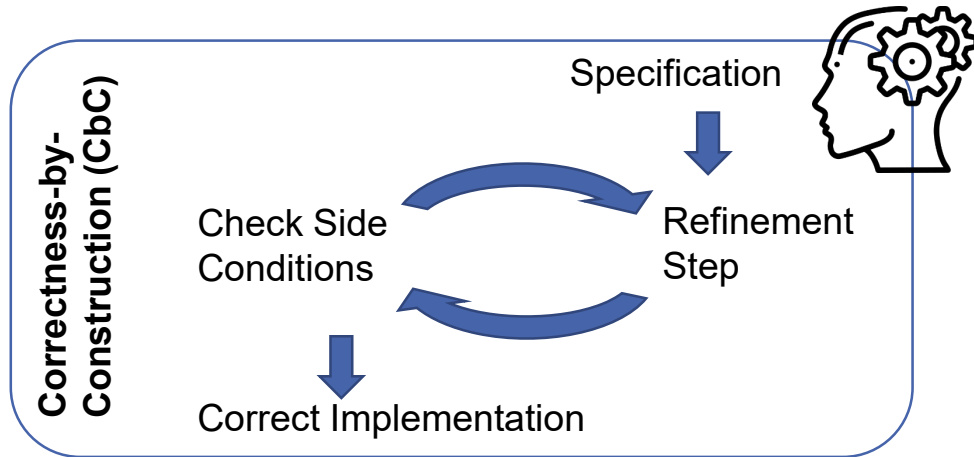 Correctness-by-
Construction (CbC)
Specification
Check Side
Conditions
Refinement
Step
Correct Implementation